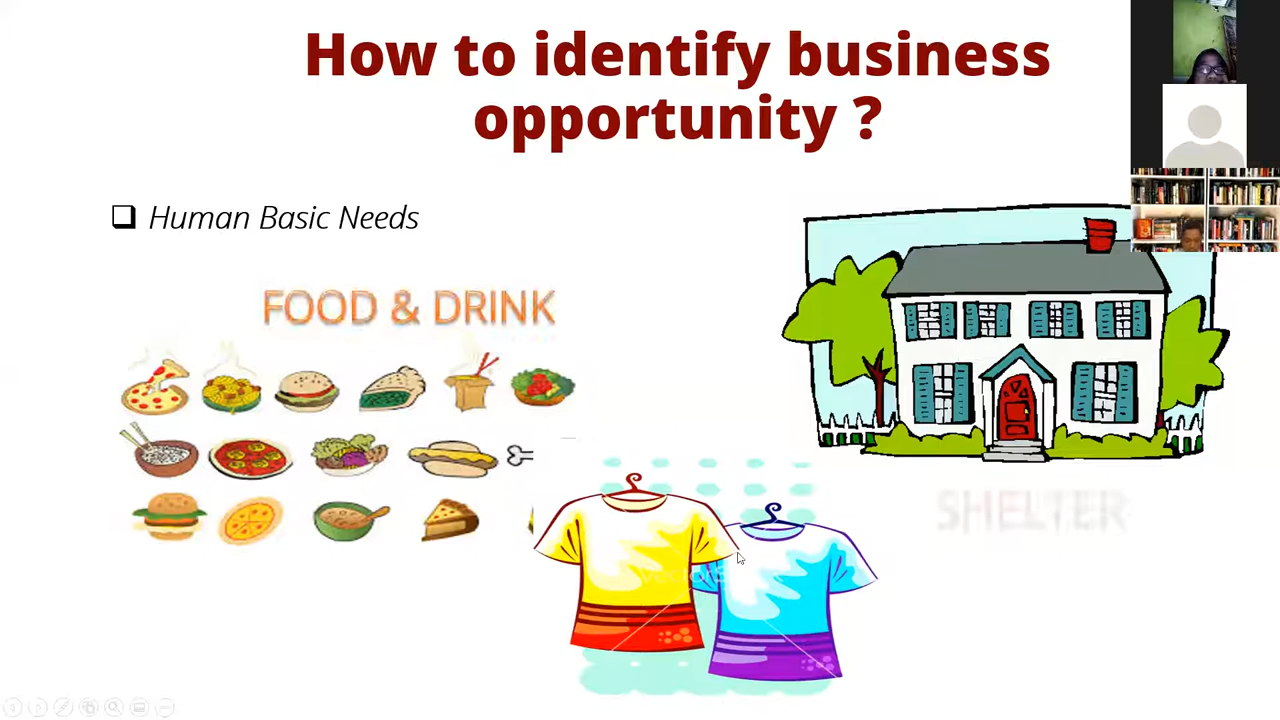 How to identify business
opportunity ?
Human Basic Needs
FOOD & DRINK
SHELTER